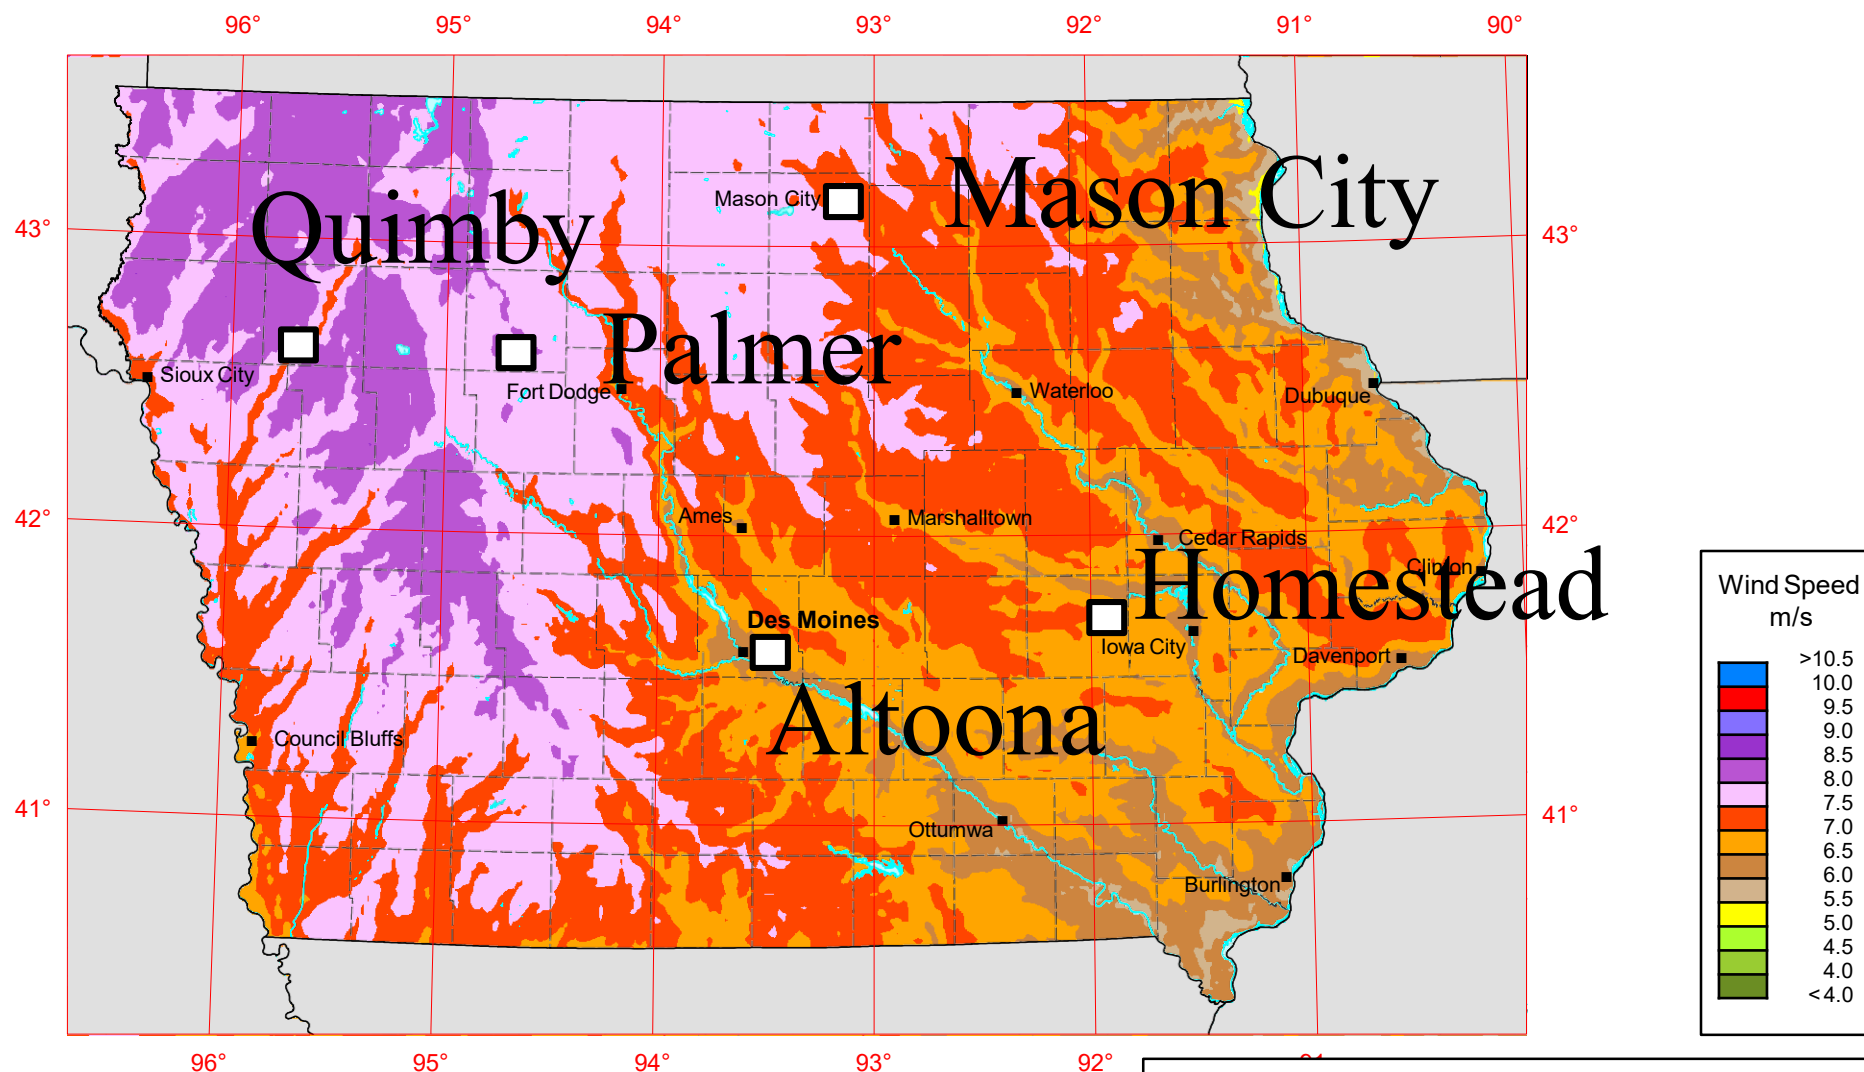 96° 95° 94° 93° 92° 91° 90°
Mason City
Mason City
Quimby
43° 43°
Palmer
Sioux City
Fort Dodge
Waterloo
Dubuque
42° 42°
Ames
Marshalltown
Cedar Rapids
Homestead
Clinton
Des Moines
Iowa City
Davenport
Altoona
Council Bluffs
41° 41°
Ottumwa
Burlington
96° 95° 94° 93° 92°
Wind Speed
m/s
>10.5
10.0
9.5
9.0
8.5
8.0
7.5
7.0
6.5
6.0
5.5
5.0
4.5
4.0
<4.0